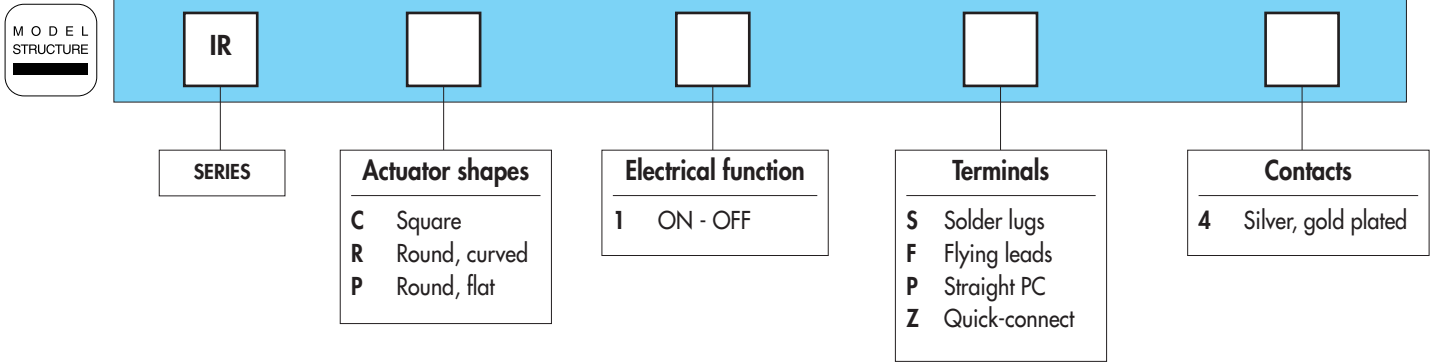 M O D E L
STRUCTURE
IR
SERIES
Actuator shapes
C Square
R Round, curved
P Round, flat
Electrical function
1 ON - OFF
Terminals
S Solder lugs
F Flying leads
P Straight PC
Z Quick-connect
Contacts
4 Silver, gold plated